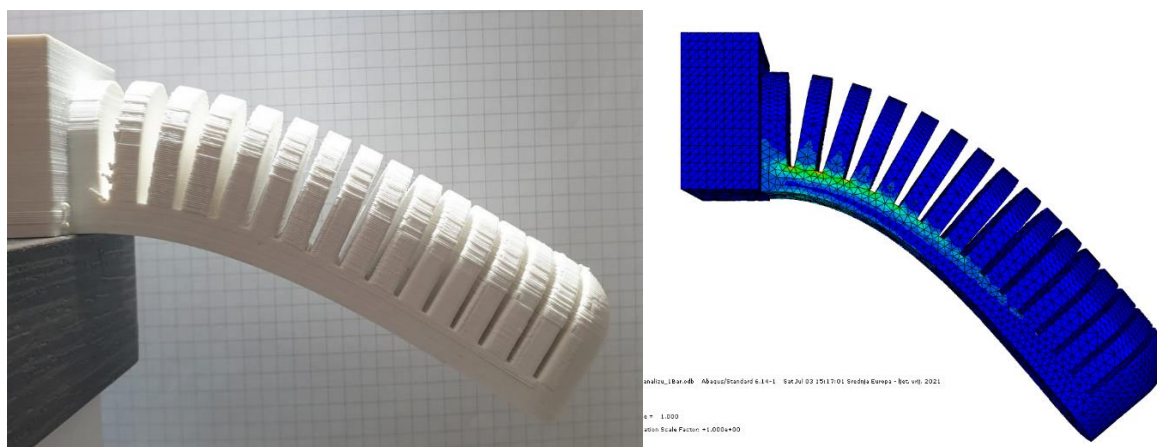 analizu_1Bar.odb Abaqus/Standard 6.14-1 Sat Jul 03 15:17:01 Srednja Europa - ljet. vrij. 2021
e = 1.000
ation Scale Factor: +1.000e+00